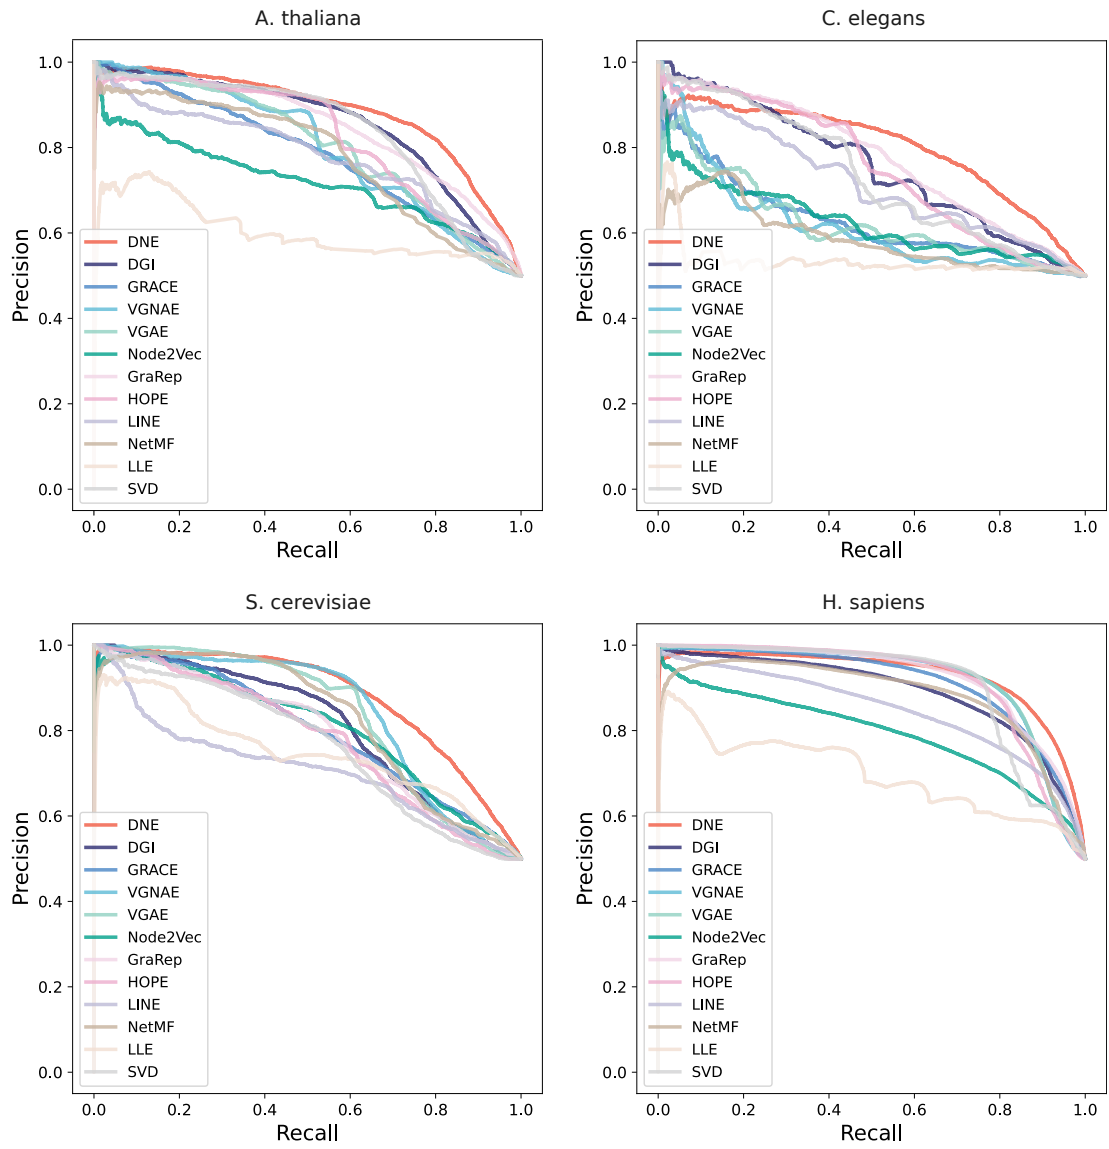 A. thaliana
1.0
0.8
0.6
0.4
0.2
0.0
Precision
DNE
DGI
GRACE
VGNAE
VGAE
Node2Vec
GraRep
HOPE
LINE
NetMF
LLE
SVD
0.0 0.2 0.4 0.6 0.8 1.0
Recall
C. elegans
1.0
0.8
0.6
0.4
0.2
0.0
Precision
DNE
DGI
GRACE
VGNAE
VGAE
Node2Vec
GraRep
HOPE
LINE
NetMF
LLE
SVD
0.0 0.2 0.4 0.6 0.8 1.0
Recall
S. cerevisiae
1.0
0.8
0.6
0.4
0.2
0.0
Precision
DNE
DGI
GRACE
VGNAE
VGAE
Node2Vec
GraRep
HOPE
LINE
NetMF
LLE
SVD
0.0 0.2 0.4 0.6 0.8 1.0
Recall
H. sapiens
1.0
0.8
0.6
0.4
0.2
0.0
Precision
DNE
DGI
GRACE
VGNAE
VGAE
Node2Vec
GraRep
HOPE
LINE
NetMF
LLE
SVD
0.0 0.2 0.4 0.6 0.8 1.0
Recall